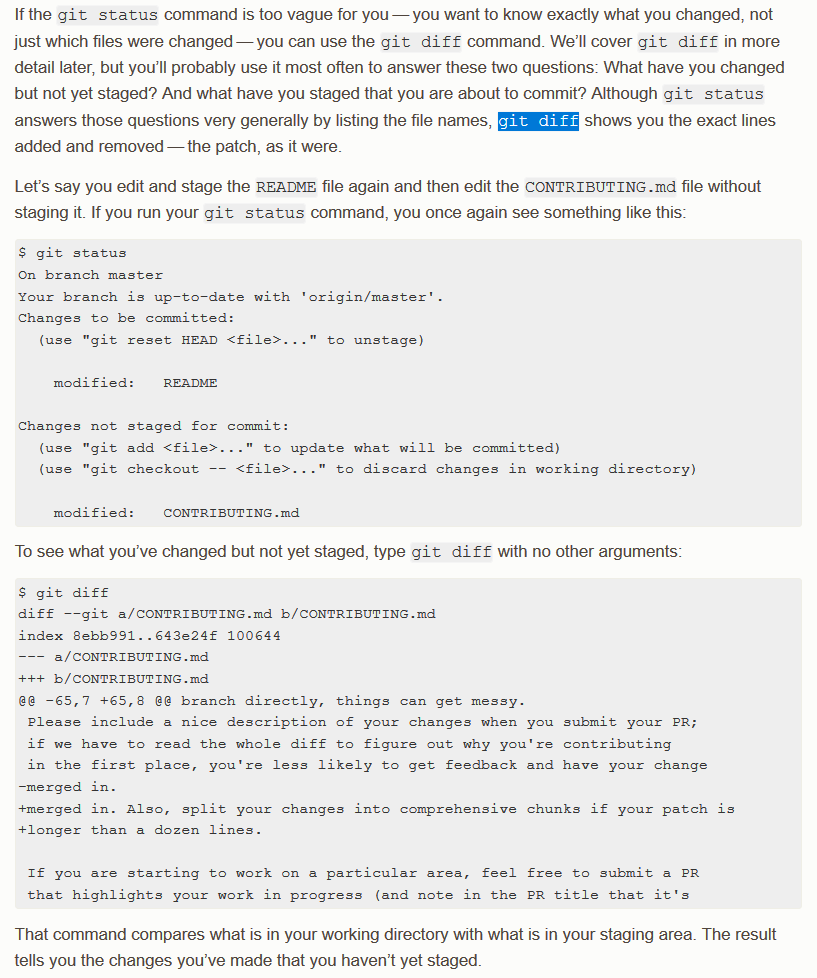 If the git status command is too vague for you — you want to know exactly what you changed, not
just which files were changed — you can use the git diff command. We’ll cover git diff in more
detail later, but you’ll probably use it most often to answer these two questions: What have you changed
but not yet staged? And what have you staged that you are about to commit? Although git status
answers those questions very generally by listing the file names, git diff shows you the exact lines
added and removed — the patch, as it were.
Let’s say you edit and stage the README file again and then edit the CONTRIBUTING.md file without
staging it. If you run your git status command, you once again see something like this:
$ git status
On branch master
Your branch is up-to-date with 'origin/master'.
Changes to be committed:
  (use "git reset HEAD <file>..." to unstage)
    modified:   README
Changes not staged for commit:
  (use "git add <file>..." to update what will be committed)
  (use "git checkout -- <file>..." to discard changes in working directory)
    modified:   CONTRIBUTING.md
To see what you’ve changed but not yet staged, type git diff with no other arguments:
$ git diff
diff --git a/CONTRIBUTING.md b/CONTRIBUTING.md
index 8ebb991..643e24f 100644
--- a/CONTRIBUTING.md
+++ b/CONTRIBUTING.md
@@ -65,7 +65,8 @@ branch directly, things can get messy.
 Please include a nice description of your changes when you submit your PR;
 if we have to read the whole diff to figure out why you're contributing
 in the first place, you're less likely to get feedback and have your change
-merged in.
+merged in. Also, split your changes into comprehensive chunks if your patch is
+longer than a dozen lines.
 If you are starting to work on a particular area, feel free to submit a PR
 that highlights your work in progress (and note in the PR title that it's
That command compares what is in your working directory with what is in your staging area. The result
tells you the changes you’ve made that you haven’t yet staged.